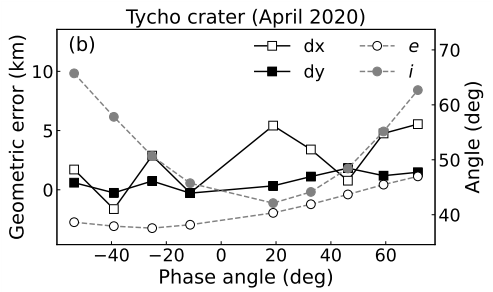 Tycho crater (April 2020)
(b)
dx
dy
e
i
Geometric error (km)
10
5
0
Angle (deg)
70
60
50
40
−40 −20 0 20 40 60
Phase angle (deg)